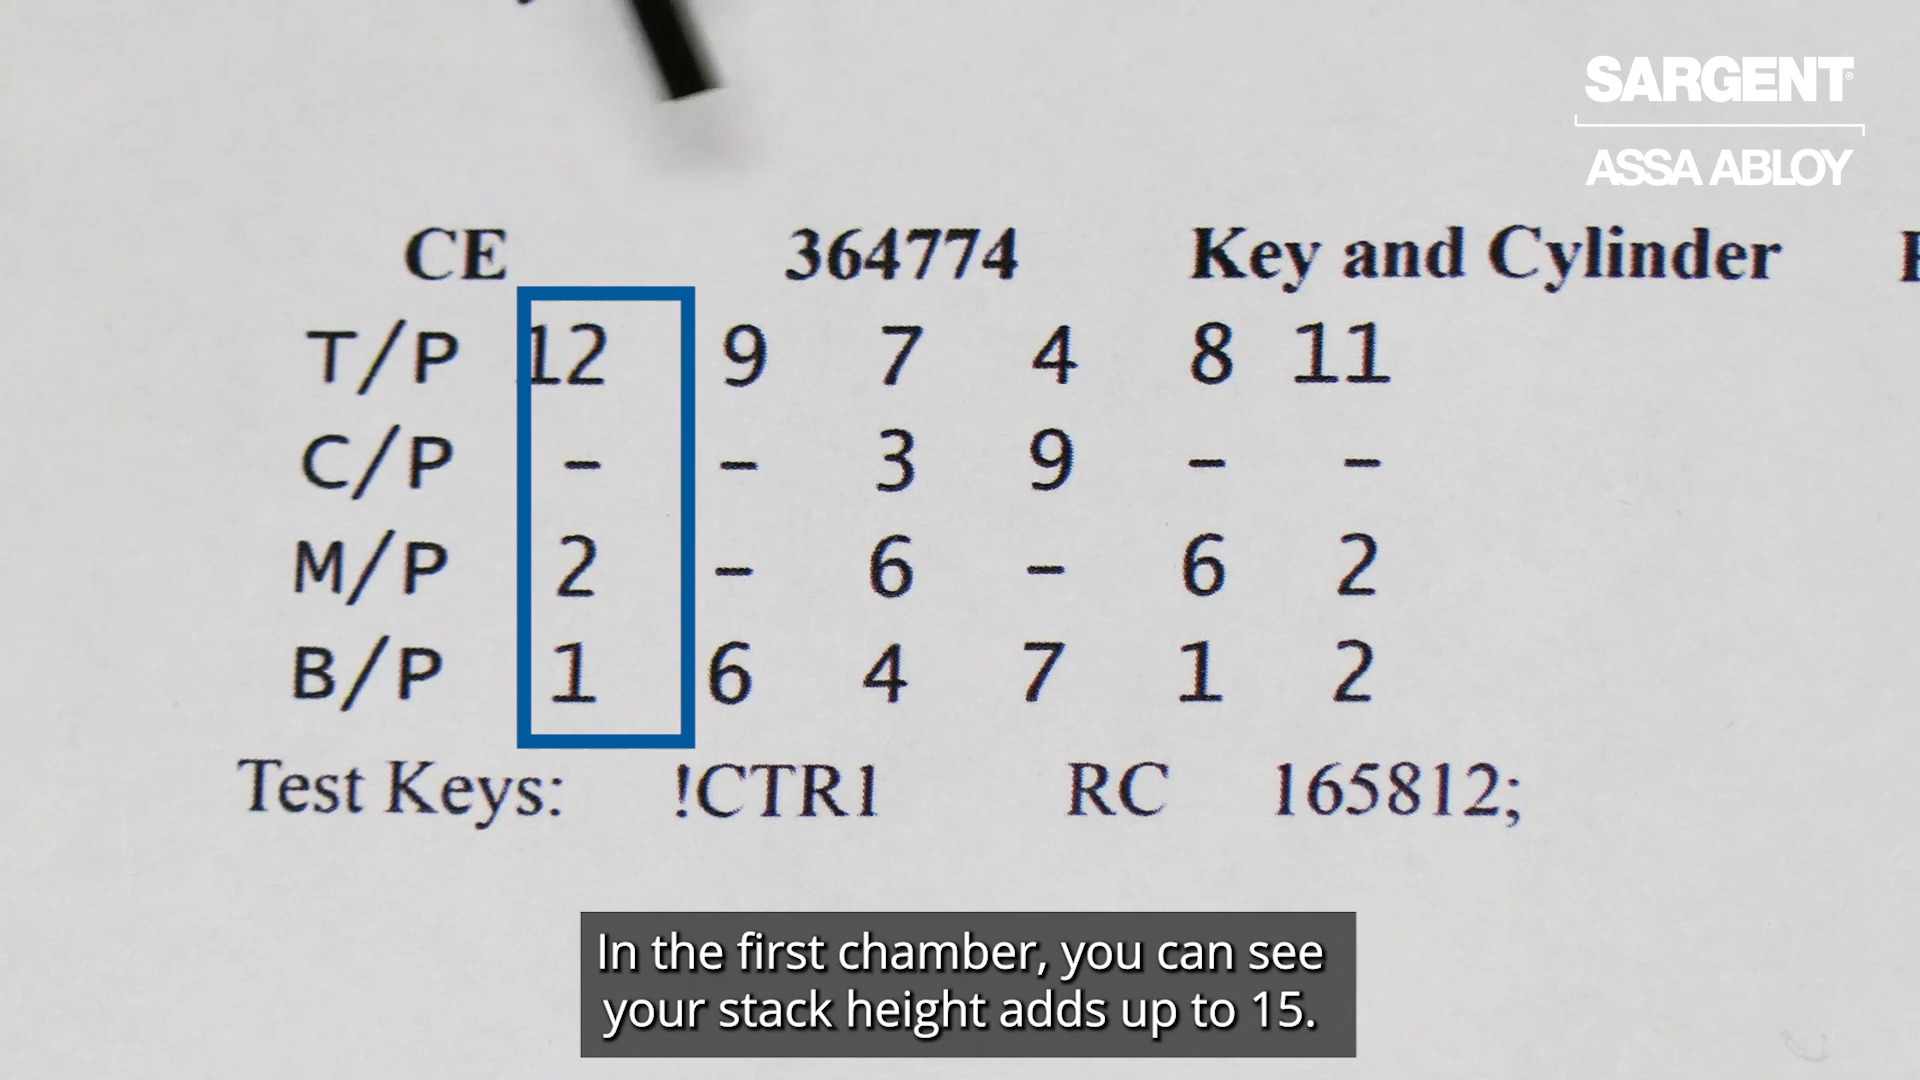 SARGENT®
ASSA ABLOY
CE 364774 Key and Cylinder
T/P 12 9 7 4 8 11
C/P - - 3 9 - -
M/P 2 - 6 - 6 2
B/P 1 6 4 7 1 2
Test Keys: !CTR1 RC 165812;
In the first chamber, you can see
your stack height adds up to 15.